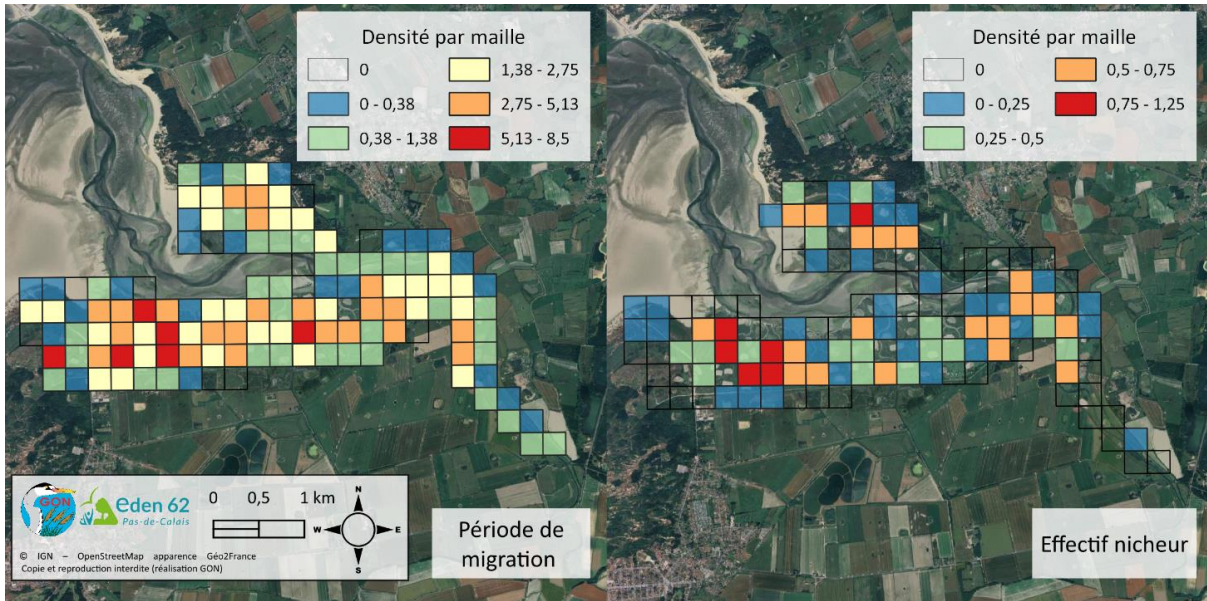 Densité par maille
0
0 - 0,38
0,38 - 1,38
1,38 - 2,75
2,75 - 5,13
5,13 - 8,5
GON
eden 62
Pas-de-Calais
0 0,5 1 km
N
W E
S
© IGN – OpenStreetMap apparence Géo2France
Copie et reproduction interdite (réalisation GON)
Période de
migration
Densité par maille
0
0 - 0,25
0,25 - 0,5
0,5 - 0,75
0,75 - 1,25
Effectif nicheur